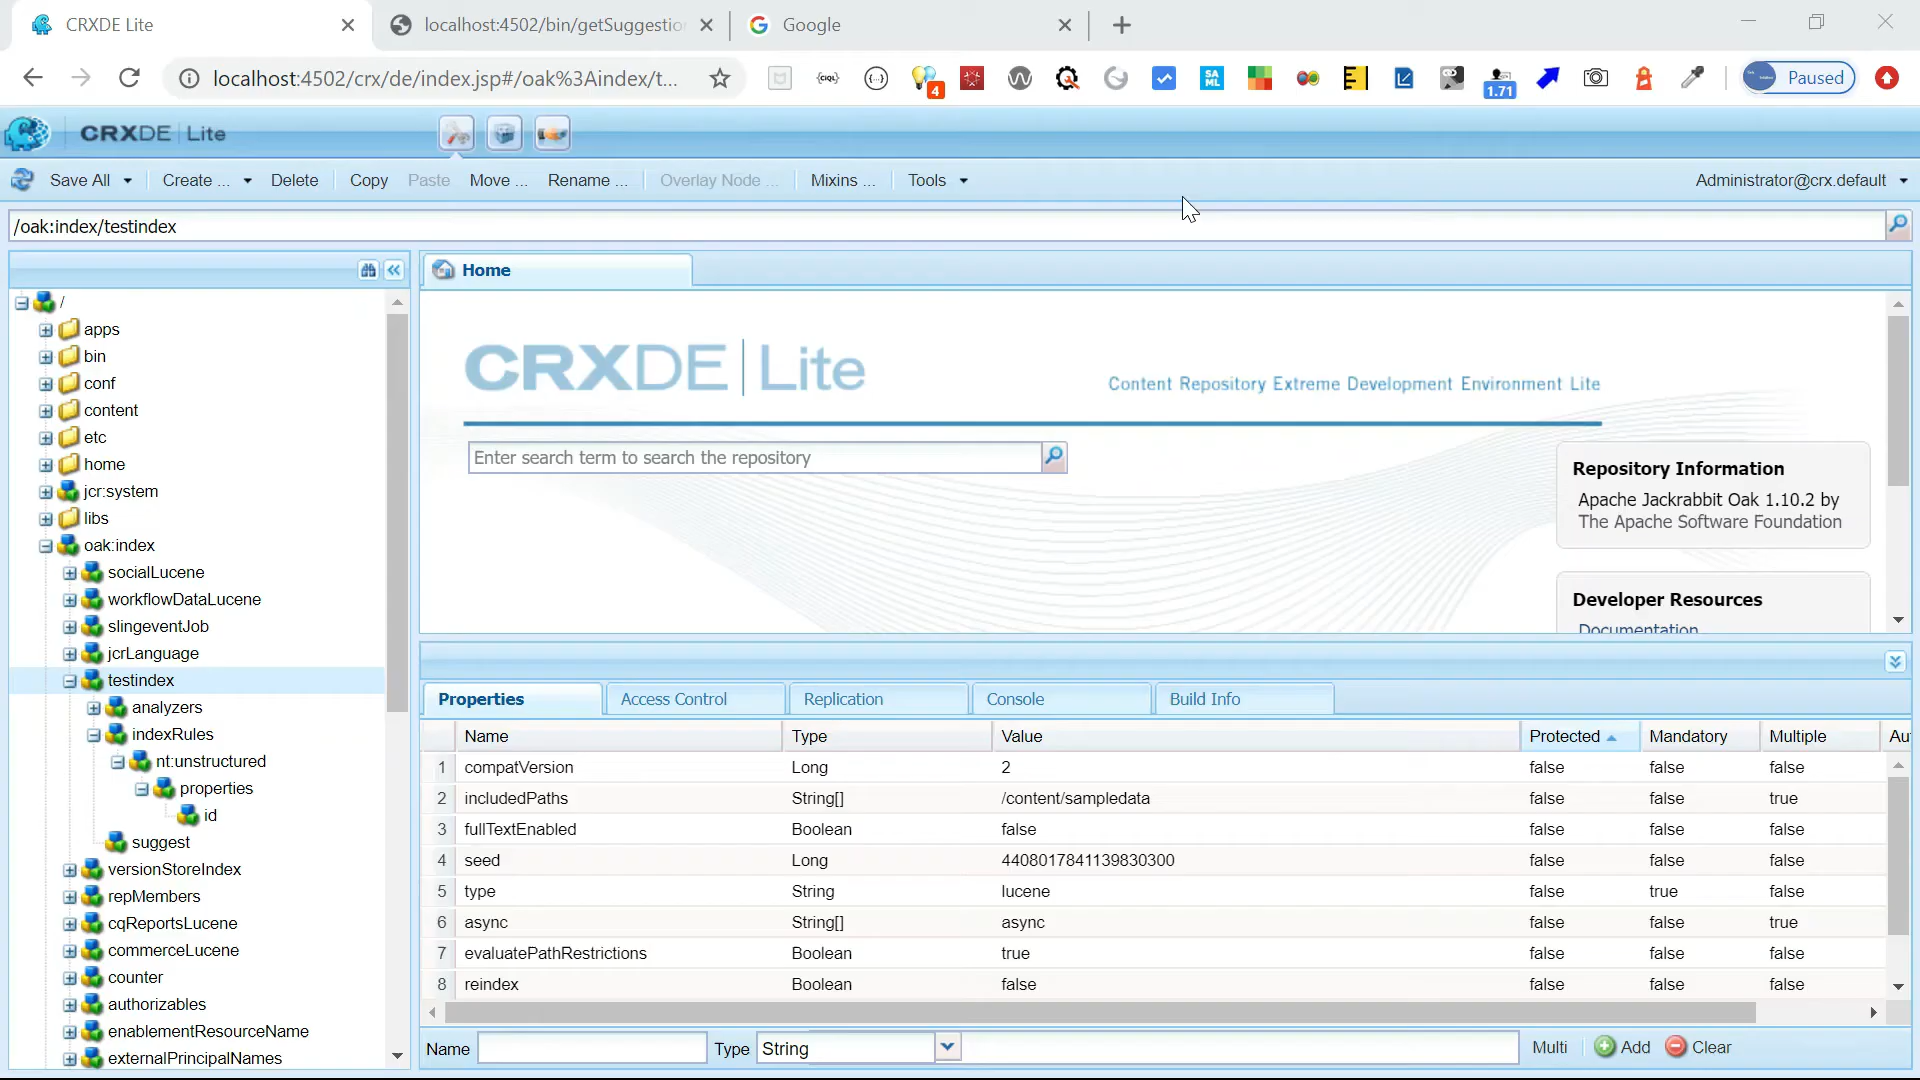 CRXDE Lite
localhost:4502/bin/getSuggestio
Google
localhost:4502/crx/de/index.jsp#/oak%3Aindex/t...
{CIQL}
{...}
4
SA ML
1.71
Paused
CRXDE | Lite
Save All
Create ...
Delete
Copy
Paste
Move ...
Rename ...
Overlay Node ...
Mixins ...
Tools
Administrator@crx.default
/oak:index/testindex
Home
/
apps
bin
conf
content
etc
home
jcr:system
libs
oak:index
socialLucene
workflowDataLucene
slingeventJob
jcrLanguage
testindex
analyzers
indexRules
nt:unstructured
properties
id
suggest
versionStoreIndex
repMembers
cqReportsLucene
commerceLucene
counter
authorizables
enablementResourceName
externalPrincipalNames
CRXDE | Lite
Content Repository Extreme Development Environment Lite
Enter search term to search the repository
Repository Information
Apache Jackrabbit Oak 1.10.2 by
The Apache Software Foundation
Developer Resources
Documentation
Properties Access Control Replication Console Build Info
Name Type Value Protected Mandatory Multiple Au
1 compatVersion Long 2 false false false
2 includedPaths String[] /content/sampledata false false true
3 fullTextEnabled Boolean false false false false
4 seed Long 4408017841139830300 false false false
5 type String lucene false true false
6 async String[] async false false true
7 evaluatePathRestrictions Boolean true false false false
8 reindex Boolean false false false false
Name Type String Multi Add Clear